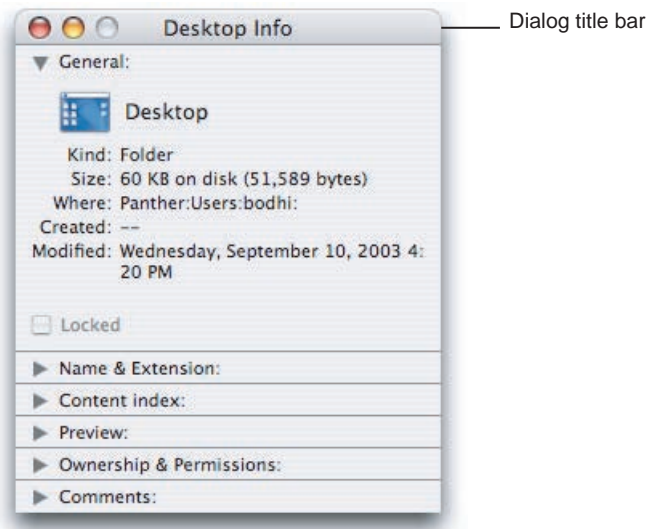 Desktop Info
Dialog title bar
General:
Desktop
Kind: Folder
Size: 60 KB on disk (51,589 bytes)
Where: Panther:Users:bodhi:
Created: --
Modified: Wednesday, September 10, 2003 4:
20 PM
Locked
Name & Extension:
Content index:
Preview:
Ownership & Permissions:
Comments: